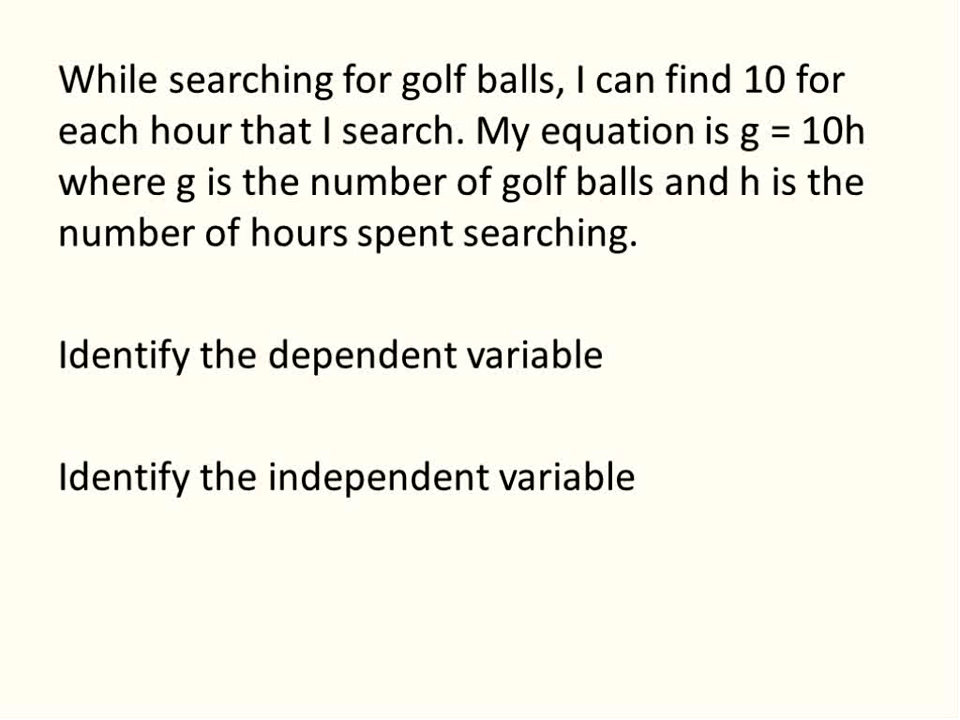 While searching for golf balls, I can find 10 for
each hour that I search. My equation is g = 10h
where g is the number of golf balls and h is the
number of hours spent searching.
Identify the dependent variable
Identify the independent variable